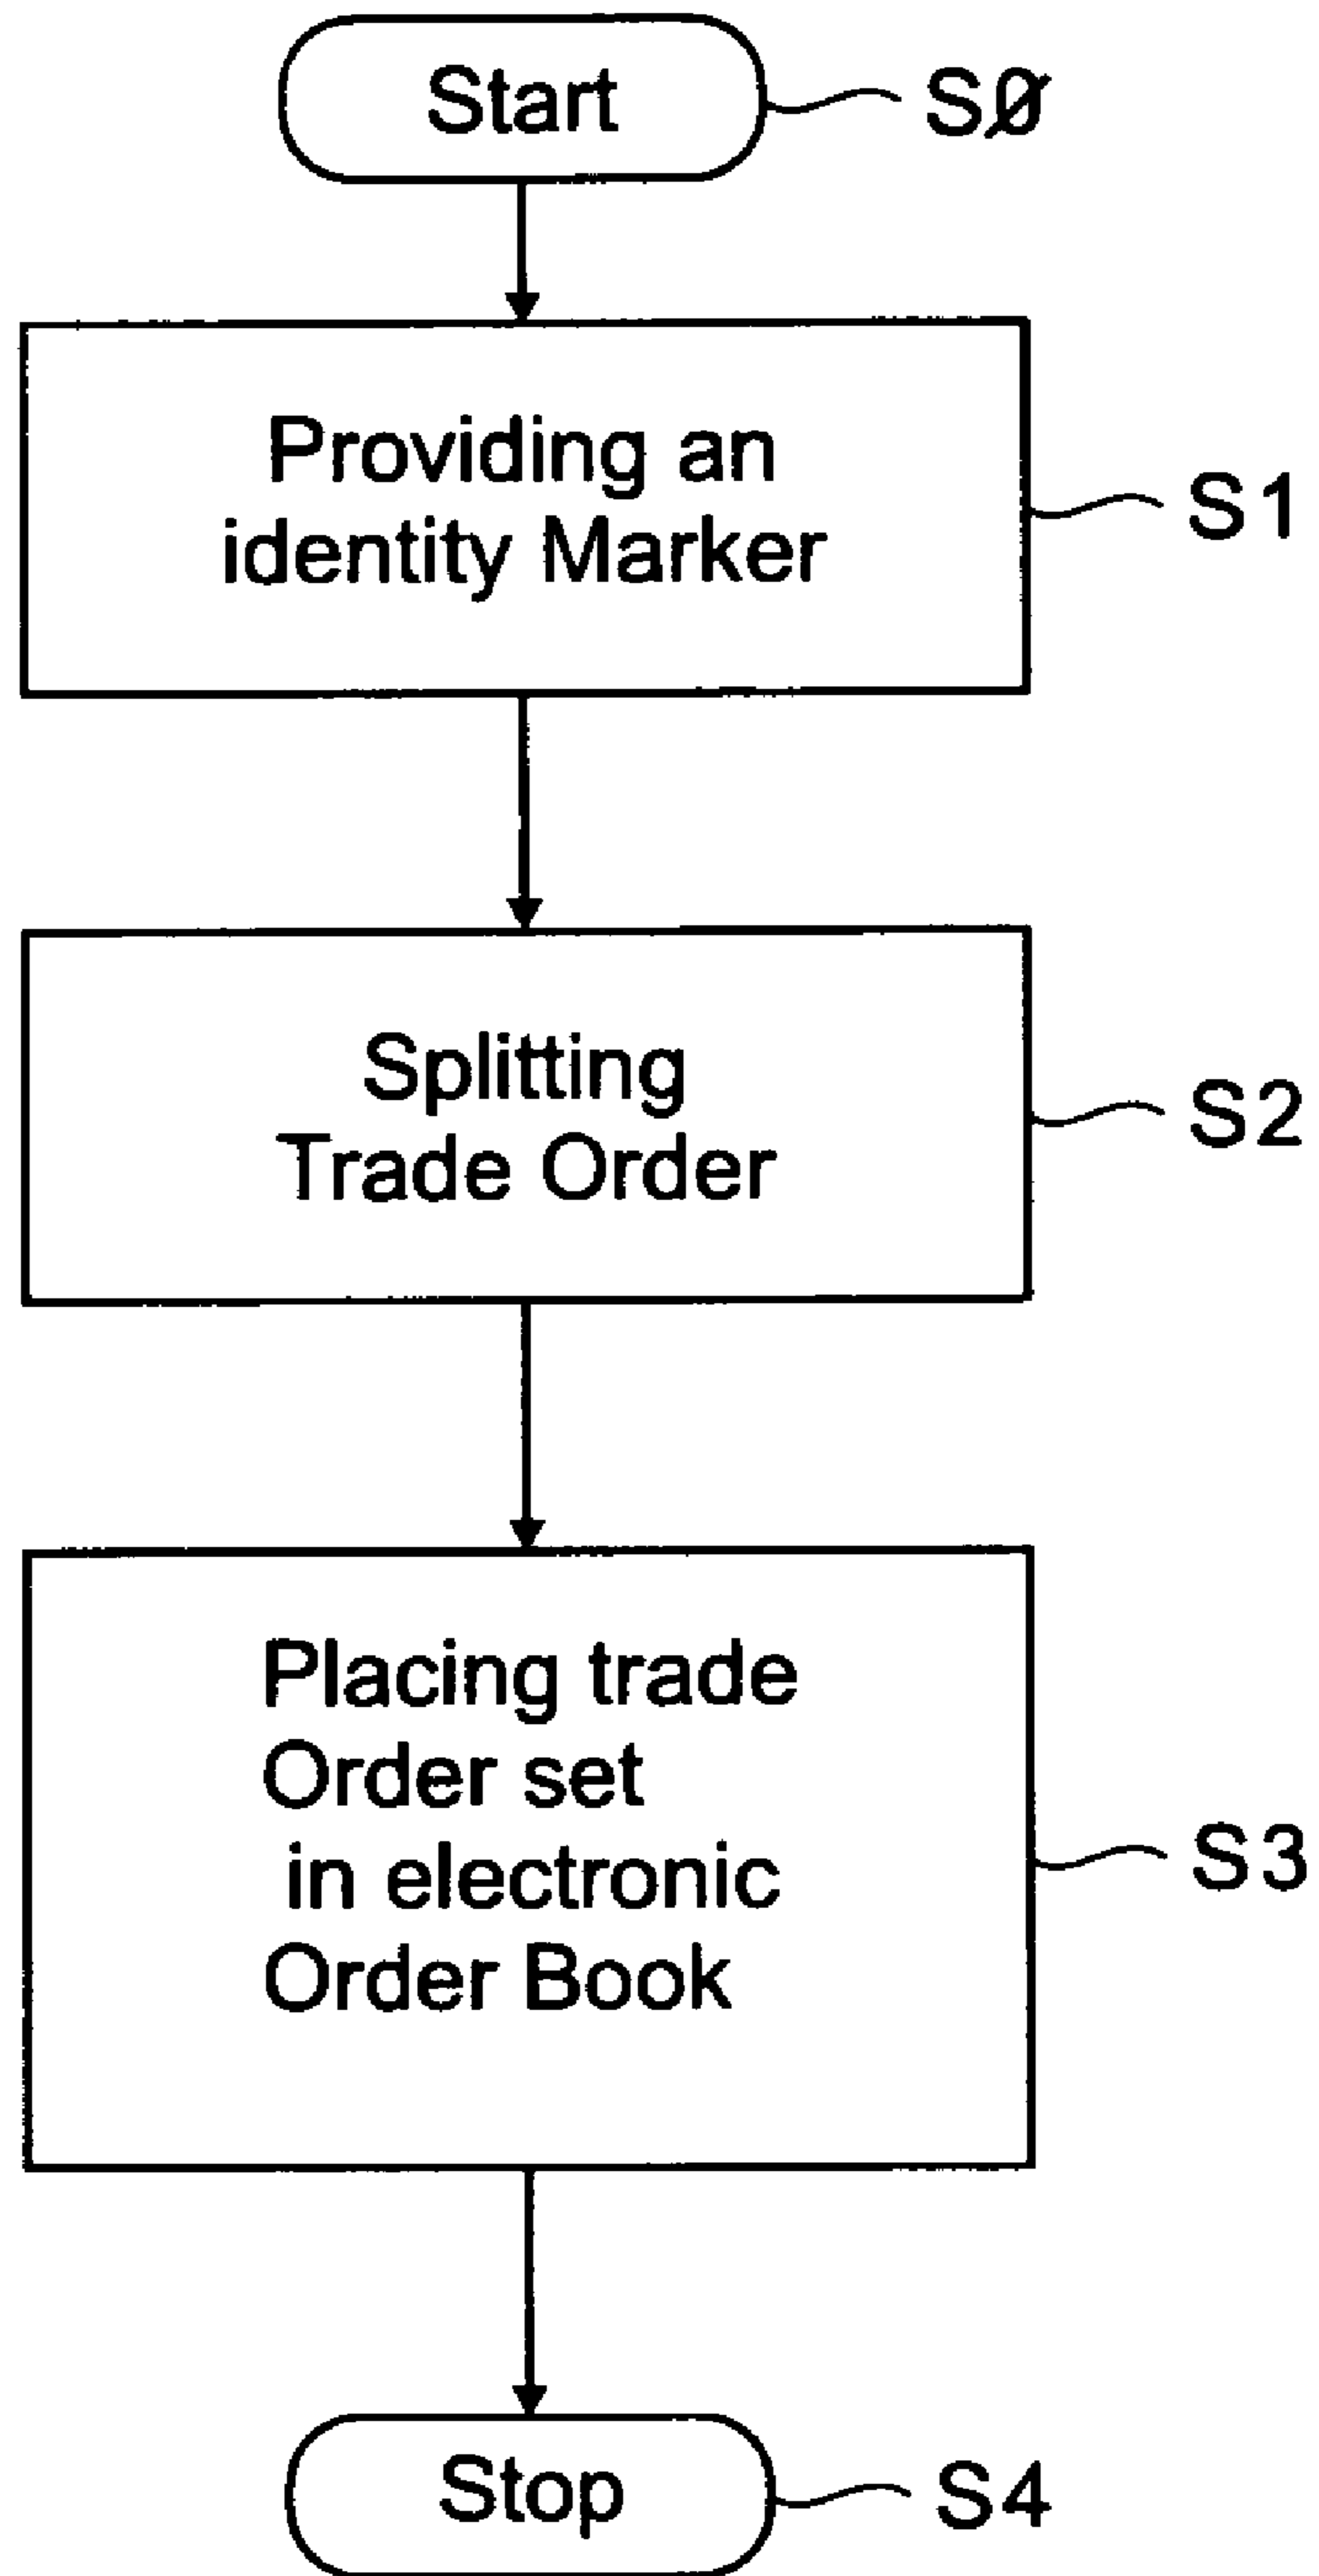 Start
SØ
Providing an
identity Marker
S1
Splitting
Trade Order
S2
Placing trade
Order set
in electronic
Order Book
S3
Stop
S4